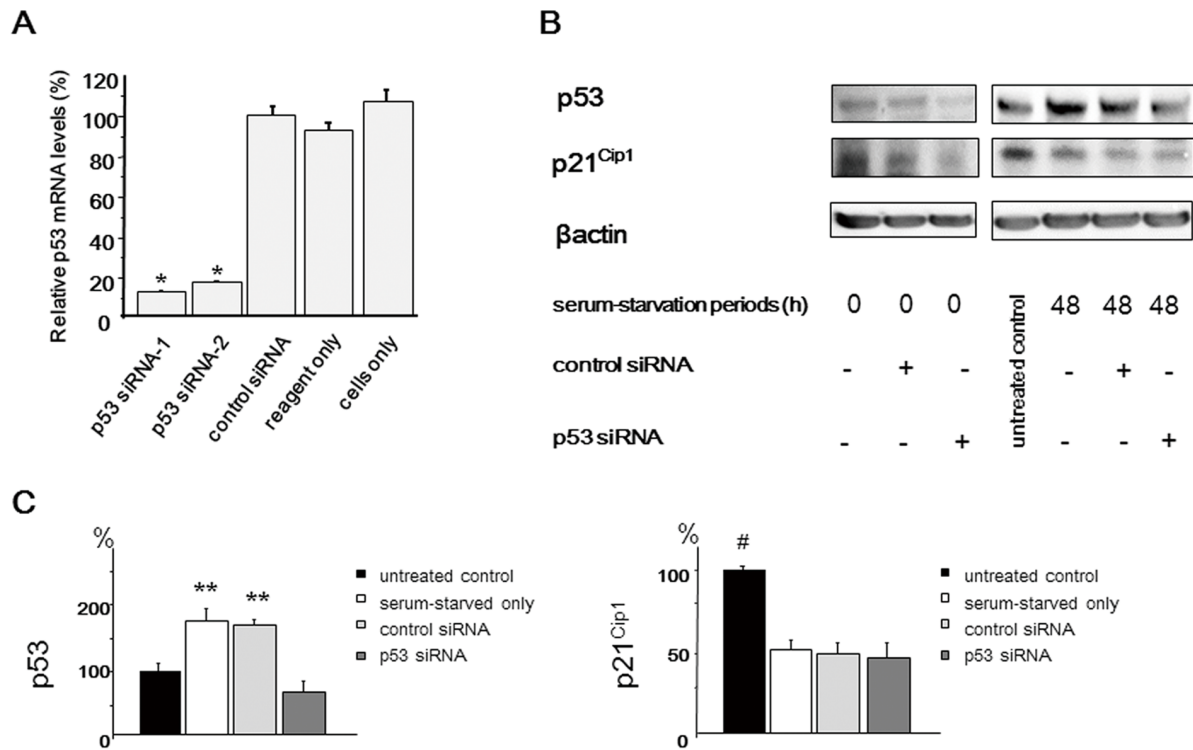 A
Relative p53 mRNA levels (%)
120
100
80
60
40
20
0
*
*
p53 siRNA-1
p53 siRNA-2
control siRNA
reagent only
cells only
B
p53
p21Cip1
βactin
serum-starvation periods (h) 0 0 0 untreated control 48 48 48
control siRNA - + - - + -
p53 siRNA - - + - - +
C
%
p53
200
100
0
** **
untreated control
serum-starved only
control siRNA
p53 siRNA
%
p21Cip1
100
50
0
#
untreated control
serum-starved only
control siRNA
p53 siRNA